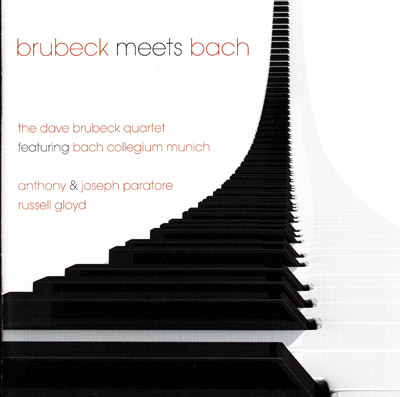 brubeck meets bach
the dave brubeck quartet
featuring bach collegium munich
anthony & joseph paratore
russell gloyd